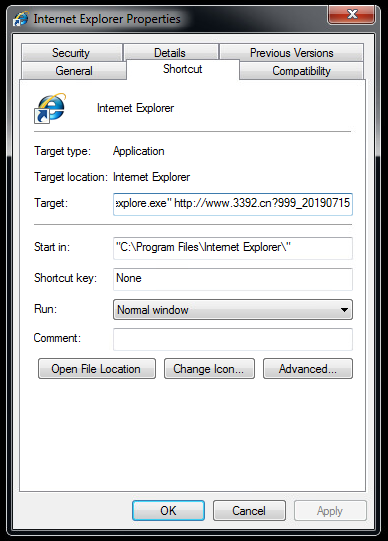 Internet Explorer Properties
Security Details Previous Versions
General Shortcut Compatibility
Internet Explorer
Target type: Application
Target location: Internet Explorer
Target: explore.exe" http://www.3392.cn?999_20190715
Start in: "C:\Program Files\Internet Explorer\"
Shortcut key: None
Run: Normal window
Comment:
Open File Location Change Icon... Advanced...
OK Cancel Apply